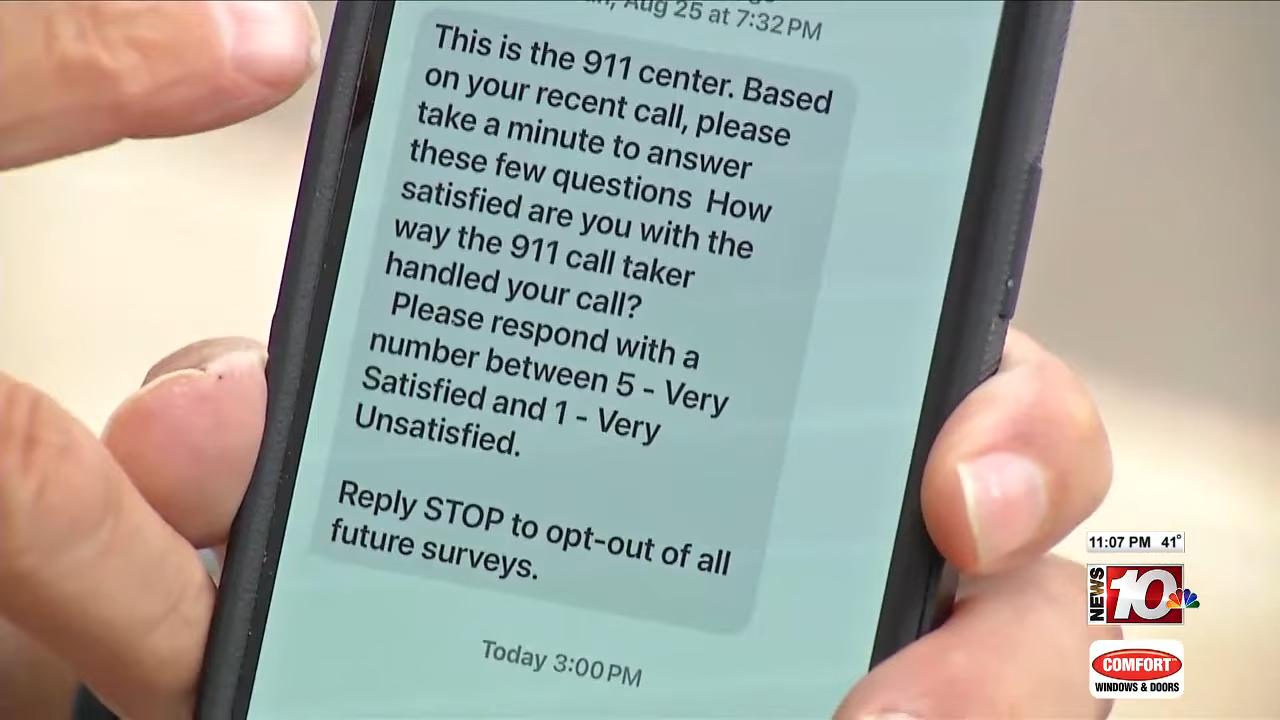 Aug 25 at 7:32 PM
This is the 911 center. Based
on your recent call, please
take a minute to answer
these few questions  How
satisfied are you with the
way the 911 call taker
handled your call?
Please respond with a
number between 5 - Very
Satisfied and 1 - Very
Unsatisfied.
Reply STOP to opt-out of all
future surveys.
Today 3:00 PM
11:07 PM 41°
NEWS 10
COMFORT
WINDOWS & DOORS